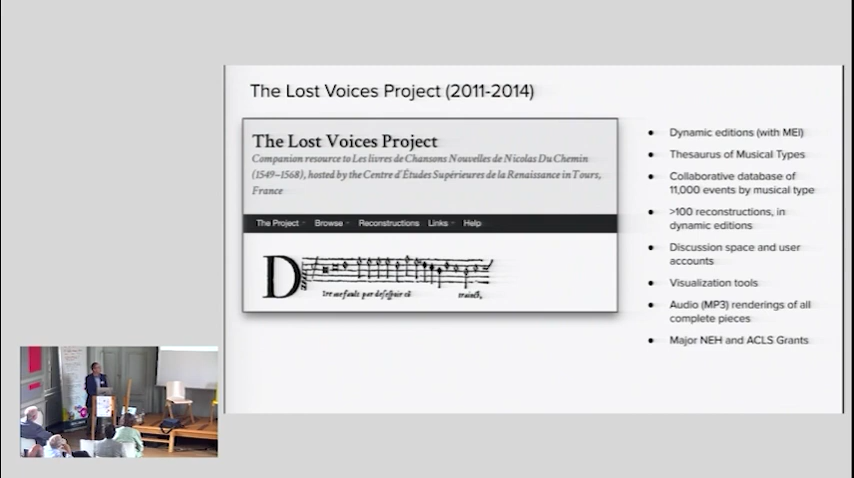 The Lost Voices Project (2011-2014)
The Lost Voices Project
Companion resource to Les livres de Chansons Nouvelles de Nicolas Du Chemin
(1549–1568), hosted by the Centre d'Études Supérieures de la Renaissance in Tours,
France
The Project Browse Reconstructions Links Help
D
● Dynamic editions (with MEI)
● Thesaurus of Musical Types
● Collaborative database of
11,000 events by musical type
● >100 reconstructions, in
dynamic editions
● Discussion space and user
accounts
● Visualization tools
● Audio (MP3) renderings of all
complete pieces
● Major NEH and ACLS Grants